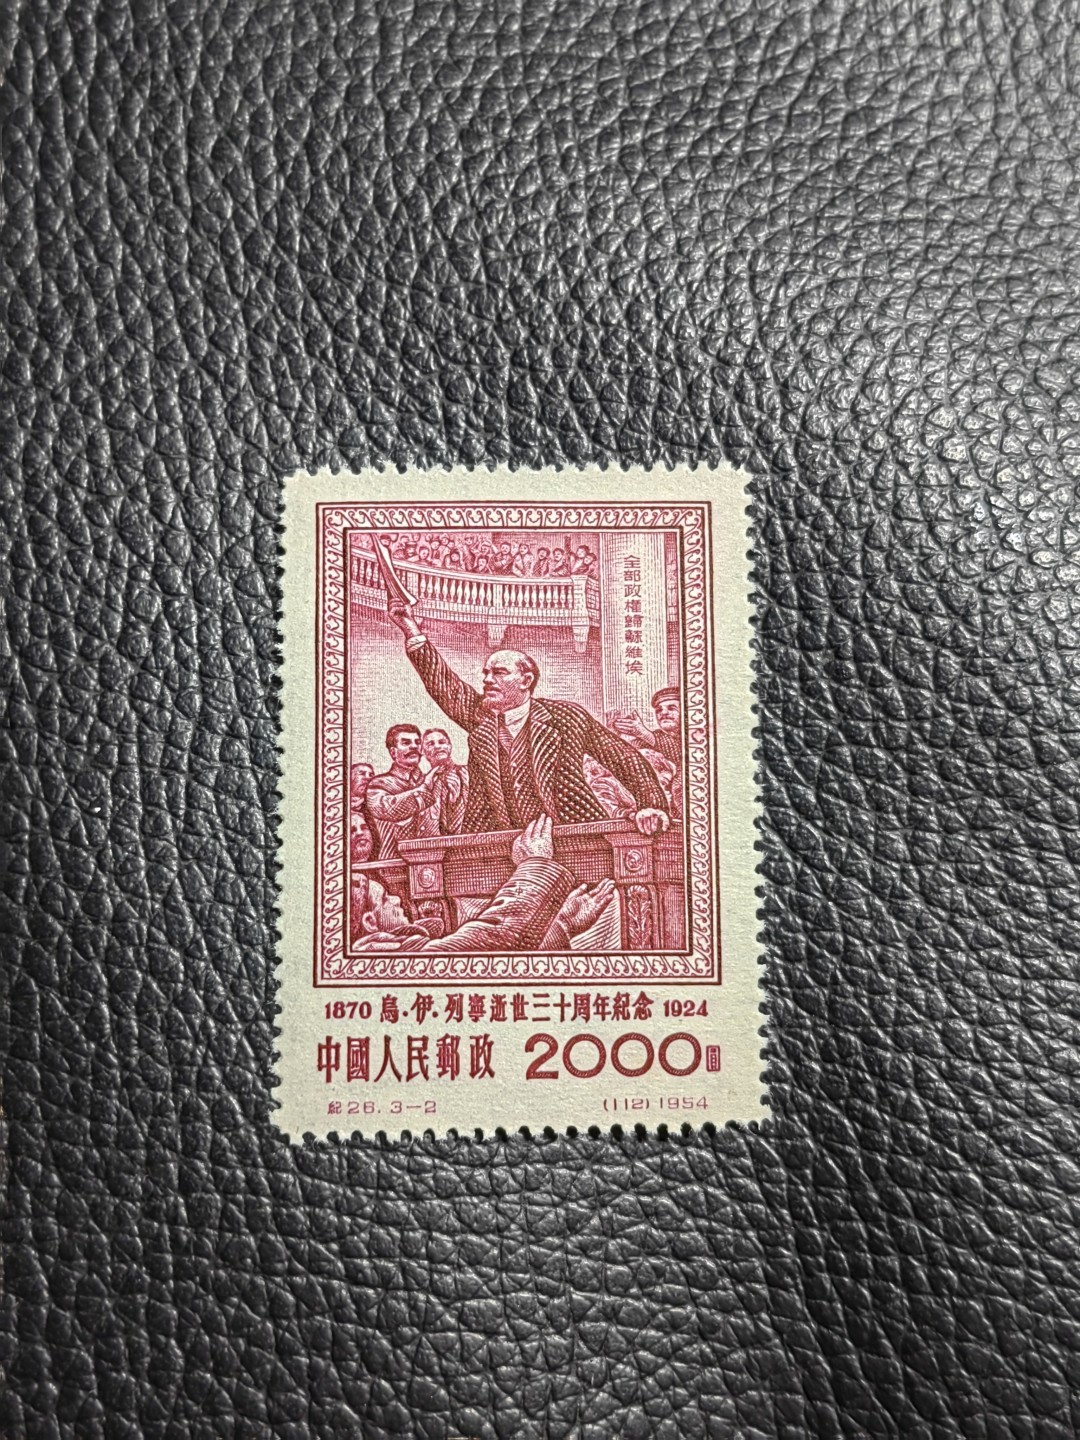 全部政權歸蘇維埃
1870 烏·伊·列寧逝世三十周年紀念 1924
中國人民郵政 2000圓
紀26.3-2 (112)1954